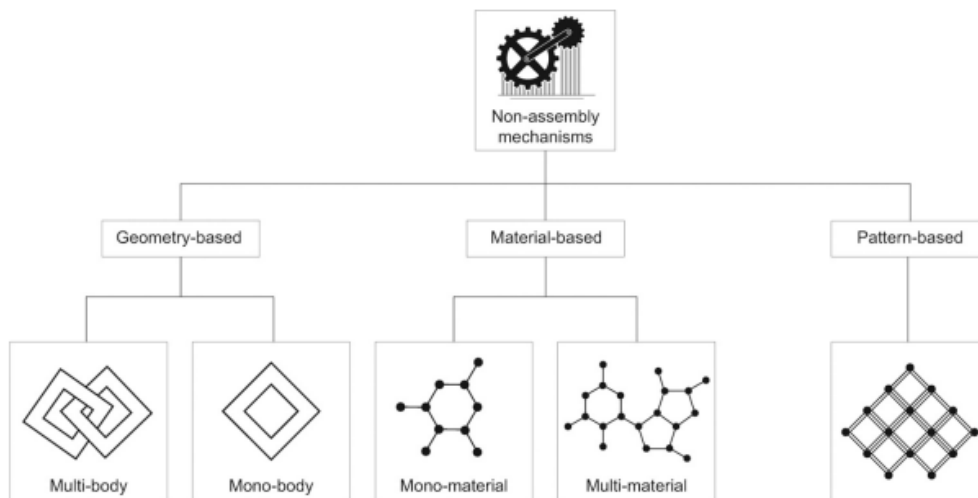 Non-assembly
mechanisms
Geometry-based
Material-based
Pattern-based
Multi-body
Mono-body
Mono-material
Multi-material